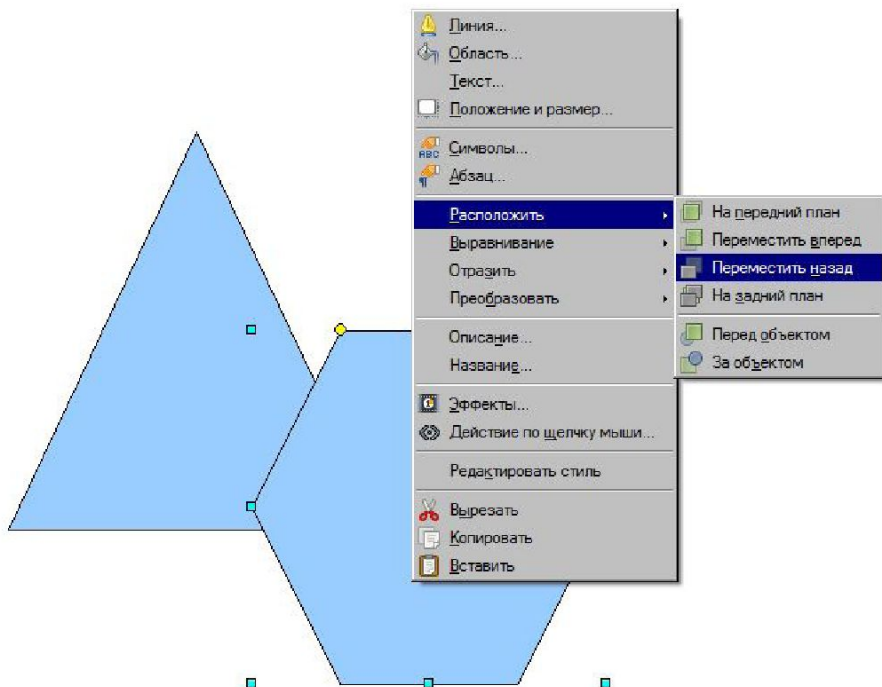 Линия...
Область...
Текст...
Положение и размер...
ABC Символы...
Абзац...
Расположить
Выравнивание
Отразить
Преобразовать
Описание...
Название...
Эффекты...
Действие по щелчку мыши...
Редактировать стиль
Вырезать
Копировать
Вставить
На передний план
Переместить вперед
Переместить назад
На задний план
Перед объектом
За объектом